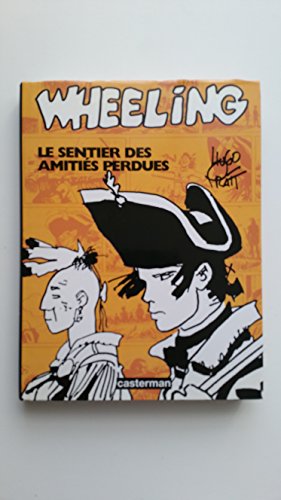 WHEELING
LE SENTIER DES
AMITIÉS PERDUES
HUGO
PRATT
casterman